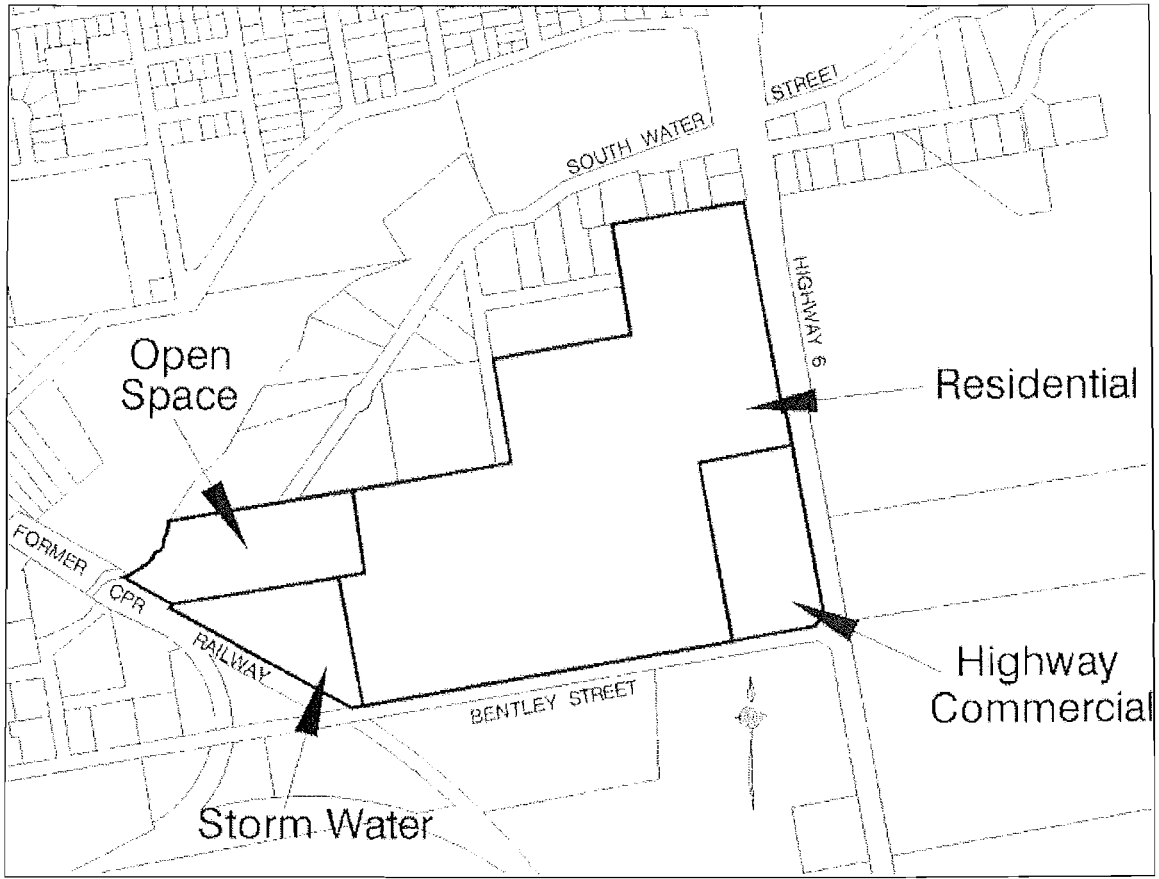 STREET
SOUTH WATER
HIGHWAY 6
Open
Space
Residential
FORMER CPR RAILWAY
Highway
Commercial
BENTLEY STREET
Storm Water